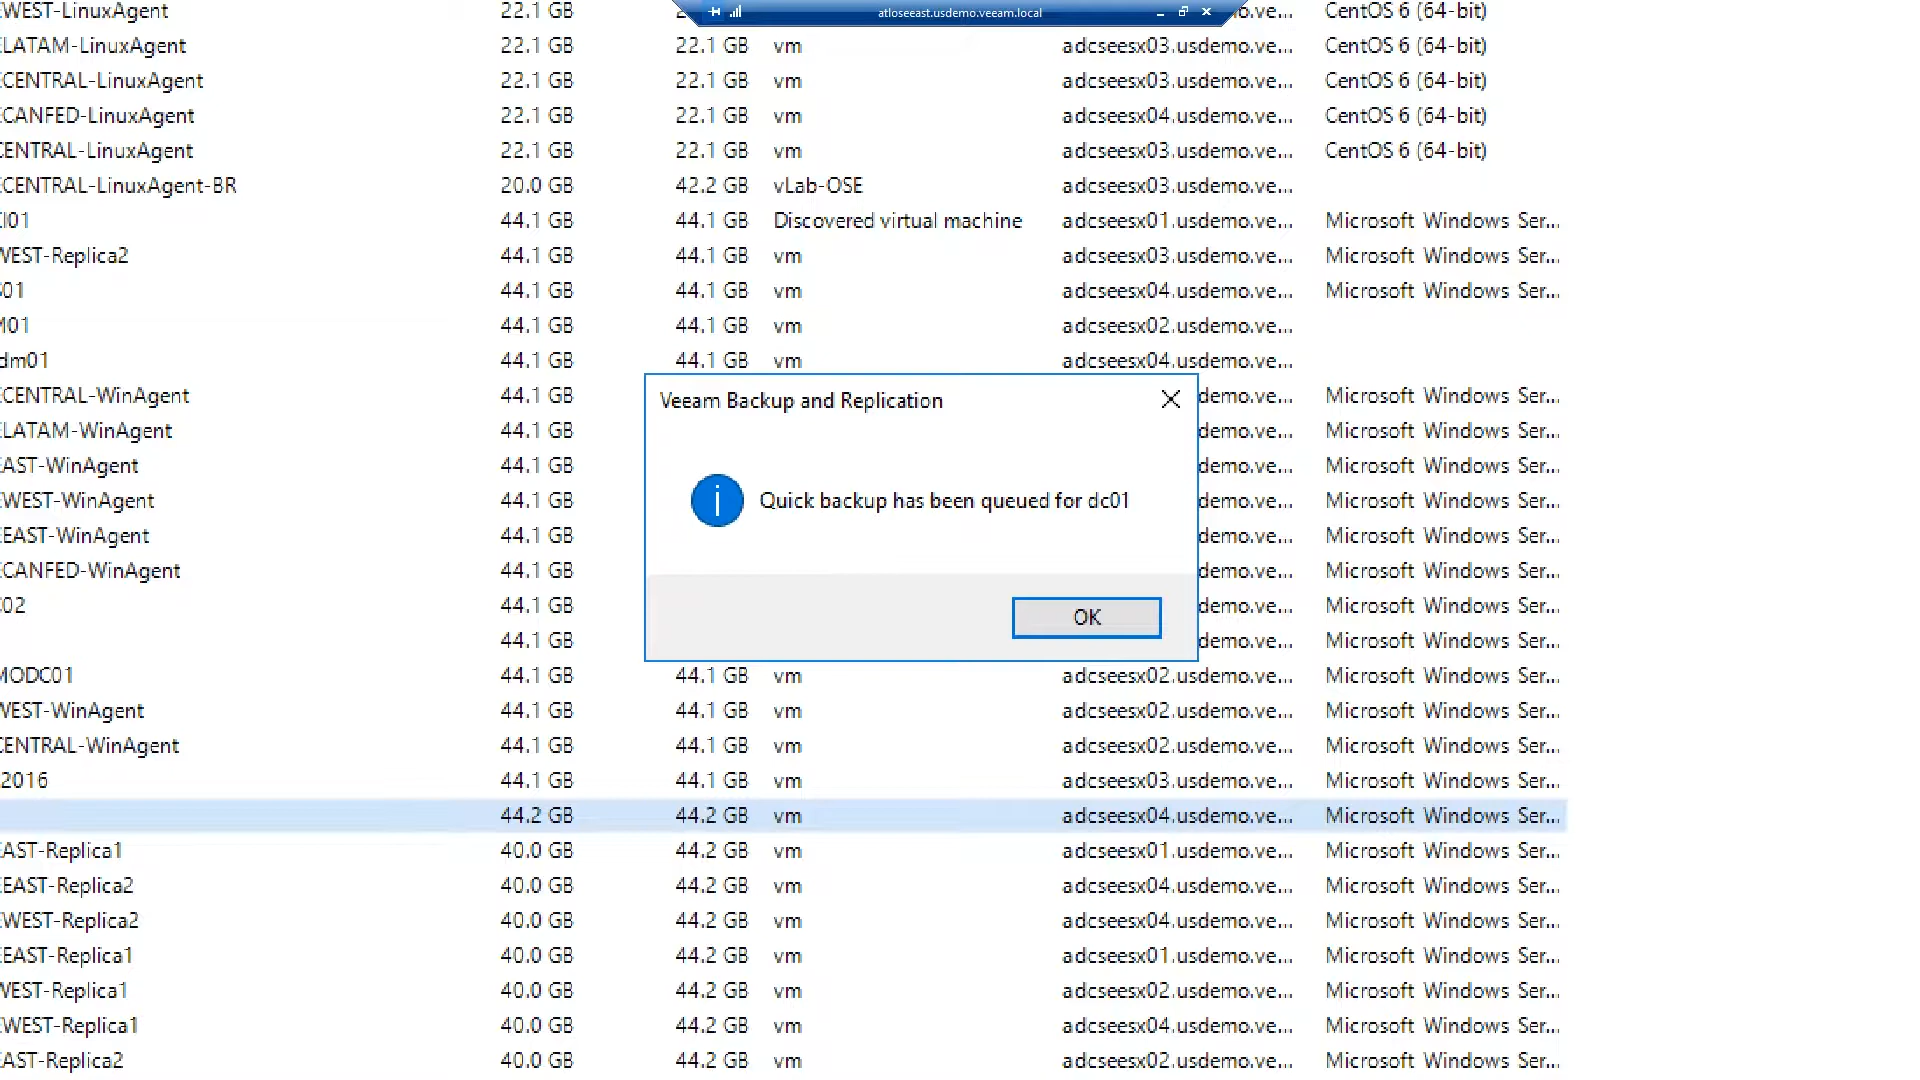 EWEST-LinuxAgent 22.1 GB 2 atloseeast.usdemo.veeam.local o.ve... CentOS 6 (64-bit)
ELATAM-LinuxAgent 22.1 GB 22.1 GB vm adcseesx03.usdemo.ve... CentOS 6 (64-bit)
ECENTRAL-LinuxAgent 22.1 GB 22.1 GB vm adcseesx03.usdemo.ve... CentOS 6 (64-bit)
ECANFED-LinuxAgent 22.1 GB 22.1 GB vm adcseesx04.usdemo.ve... CentOS 6 (64-bit)
CENTRAL-LinuxAgent 22.1 GB 22.1 GB vm adcseesx03.usdemo.ve... CentOS 6 (64-bit)
ECENTRAL-LinuxAgent-BR 20.0 GB 42.2 GB vLab-OSE adcseesx03.usdemo.ve...
I01 44.1 GB 44.1 GB Discovered virtual machine adcseesx01.usdemo.ve... Microsoft Windows Ser...
WEST-Replica2 44.1 GB 44.1 GB vm adcseesx03.usdemo.ve... Microsoft Windows Ser...
01 44.1 GB 44.1 GB vm adcseesx04.usdemo.ve... Microsoft Windows Ser...
M01 44.1 GB 44.1 GB vm adcseesx02.usdemo.ve...
dm01 44.1 GB 44.1 GB vm adcseesx04.usdemo.ve...
ECENTRAL-WinAgent 44.1 GB demo.ve... Microsoft Windows Ser...
Veeam Backup and Replication
ELATAM-WinAgent 44.1 GB demo.ve... Microsoft Windows Ser...
EAST-WinAgent 44.1 GB demo.ve... Microsoft Windows Ser...
EWEST-WinAgent 44.1 GB demo.ve... Microsoft Windows Ser...
Quick backup has been queued for dc01
EEAST-WinAgent 44.1 GB demo.ve... Microsoft Windows Ser...
ECANFED-WinAgent 44.1 GB demo.ve... Microsoft Windows Ser...
02 44.1 GB demo.ve... Microsoft Windows Ser...
OK
44.1 GB demo.ve... Microsoft Windows Ser...
MODC01 44.1 GB 44.1 GB vm adcseesx02.usdemo.ve... Microsoft Windows Ser...
WEST-WinAgent 44.1 GB 44.1 GB vm adcseesx02.usdemo.ve... Microsoft Windows Ser...
CENTRAL-WinAgent 44.1 GB 44.1 GB vm adcseesx02.usdemo.ve... Microsoft Windows Ser...
2016 44.1 GB 44.1 GB vm adcseesx03.usdemo.ve... Microsoft Windows Ser...
44.2 GB 44.2 GB vm adcseesx04.usdemo.ve... Microsoft Windows Ser...
EAST-Replica1 40.0 GB 44.2 GB vm adcseesx01.usdemo.ve... Microsoft Windows Ser...
EEAST-Replica2 40.0 GB 44.2 GB vm adcseesx04.usdemo.ve... Microsoft Windows Ser...
EWEST-Replica2 40.0 GB 44.2 GB vm adcseesx04.usdemo.ve... Microsoft Windows Ser...
EEAST-Replica1 40.0 GB 44.2 GB vm adcseesx01.usdemo.ve... Microsoft Windows Ser...
WEST-Replica1 40.0 GB 44.2 GB vm adcseesx02.usdemo.ve... Microsoft Windows Ser...
EWEST-Replica1 40.0 GB 44.2 GB vm adcseesx04.usdemo.ve... Microsoft Windows Ser...
EAST-Replica2 40.0 GB 44.2 GB vm adcseesx02.usdemo.ve... Microsoft Windows Ser...